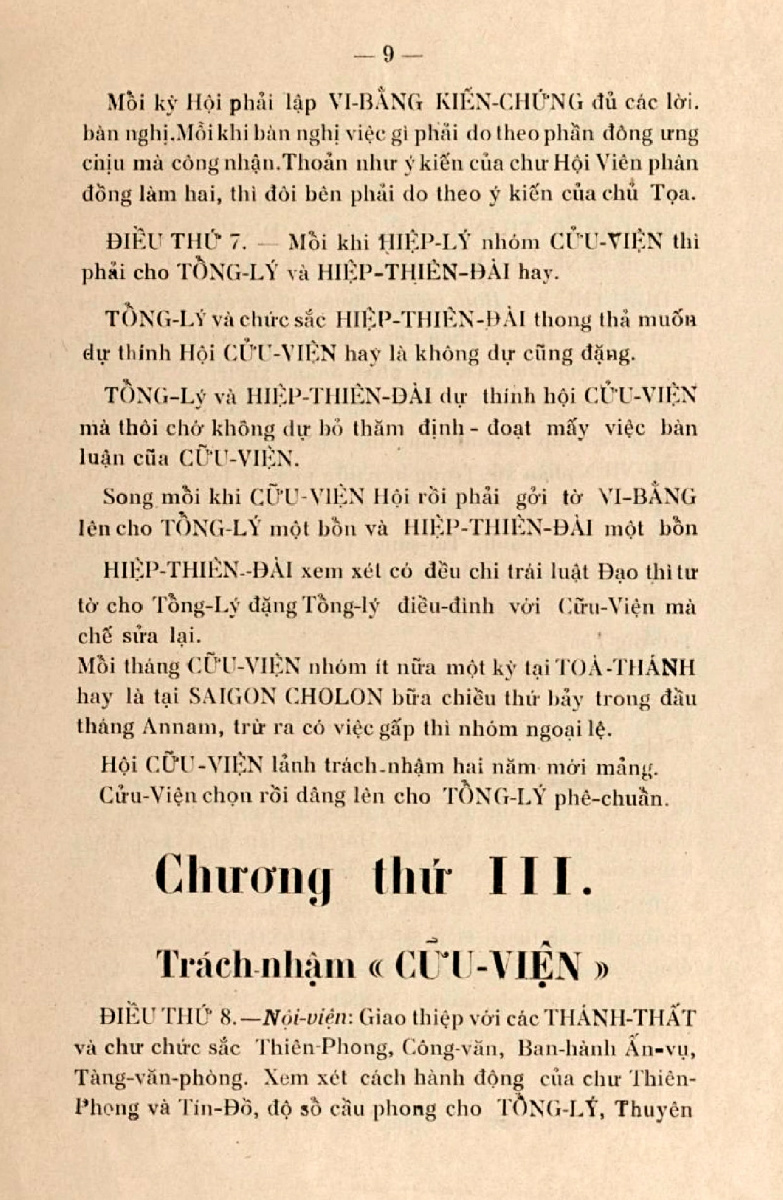 — 9 —
Mỗi kỳ Hội phải lập VI-BẰNG KIẾN-CHỨNG đủ các lời.
bàn nghị.Mỗi khi bàn nghị việc gì phải do theo phần đông ưng
chịu mà công nhận.Thoản như ý kiến của chư Hội Viên phân
đồng làm hai, thì đôi bên phải do theo ý kiến của chủ Tọa.
ĐIỀU THỨ 7. — Mỗi khi HIỆP-LÝ nhóm CỬU-VIỆN thì
phải cho TỔNG-LÝ và HIỆP-THIÊN-ĐÀI hay.
TỔNG-LÝ và chức sắc HIỆP-THIÊN-ĐÀI thong thả muốn
dự thính Hội CỬU-VIỆN hay là không dự cũng đặng.
TỔNG-Lý và HIỆP-THIÊN-ĐÀI dự thính hội CỬU-VIỆN
mà thôi chớ không dự bỏ thăm định - đoạt mấy việc bàn
luận của CỮU-VIỆN.
Song mỗi khi CỮU-VIỆN Hội rồi phải gởi tờ VI-BẰNG
lên cho TỔNG-LÝ một bổn và HIỆP-THIÊN-ĐÀI một bổn
HIỆP-THIÊN-ĐÀI xem xét có đều chi trái luật Đạo thì tư
tờ cho Tổng-Lý đặng Tổng-lý điều-đình với Cữu-Viện mà
chế sửa lại.
Mỗi tháng CỮU-VIỆN nhóm ít nữa một kỳ tại TOÀ-THÁNH
hay là tại SAIGON CHOLON bữa chiều thứ bảy trong đầu
tháng Annam, trừ ra có việc gấp thì nhóm ngoại lệ.
Hội CỮU-VIỆN lảnh trách-nhậm hai năm mới mảng.
Cửu-Viện chọn rồi dâng lên cho TỔNG-LÝ phê-chuẩn.
Chương thứ III.
Trách-nhậm « CỬU-VIỆN »
ĐIỀU THỨ 8.—Nội-viện: Giao thiệp với các THÁNH-THẤT
và chư chức sắc Thiên-Phong, Công-văn, Ban-hành Ấn-vụ,
Tàng-văn-phòng. Xem xét cách hành động của chư Thiên-
Phong và Tín-Đồ, độ số cầu phong cho TỔNG-LÝ, Thuyên